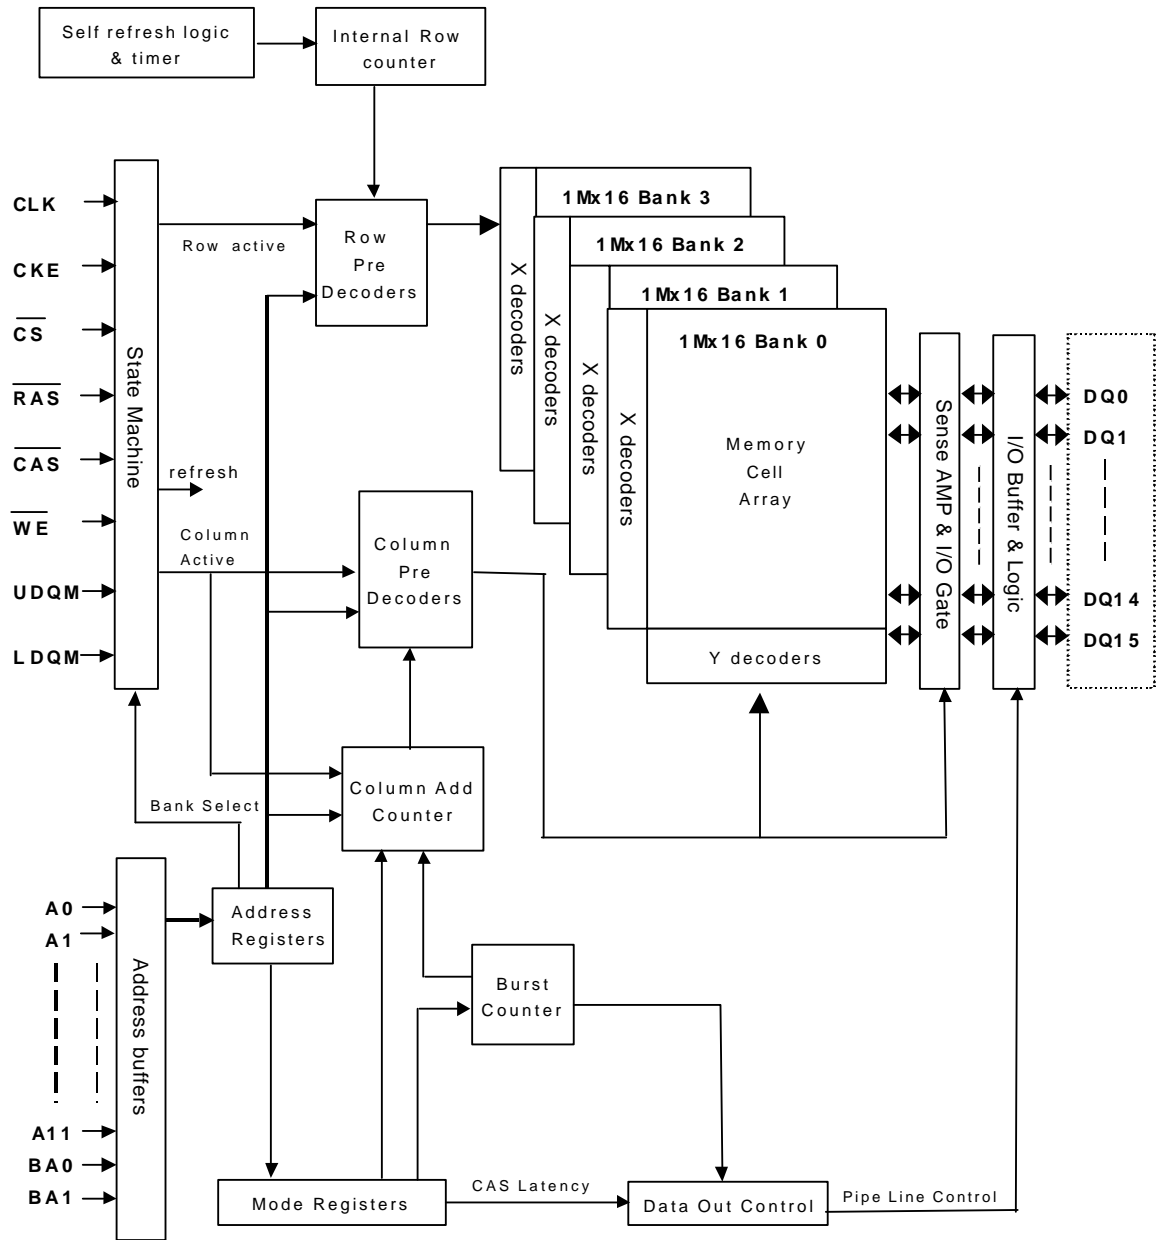 Self refresh logic
& timer
Internal Row
counter
CLK
CKE
CS
RAS
CAS
WE
UDQM
LDQM
State Machine
Row active
refresh
Column
Active
Bank Select
Row
Pre
Decoders
Column
Pre
Decoders
Column Add
Counter
X decoders
1Mx16 Bank 3
X decoders
1Mx16 Bank 2
X decoders
1Mx16 Bank 1
X decoders
1Mx16 Bank 0
Memory
Cell
Array
Y decoders
Sense AMP & I/O Gate
I/O Buffer & Logic
DQ0
DQ1
DQ14
DQ15
A0
A1
A11
BA0
BA1
Address buffers
Address
Registers
Burst
Counter
Mode Registers
CAS Latency
Data Out Control
Pipe Line Control